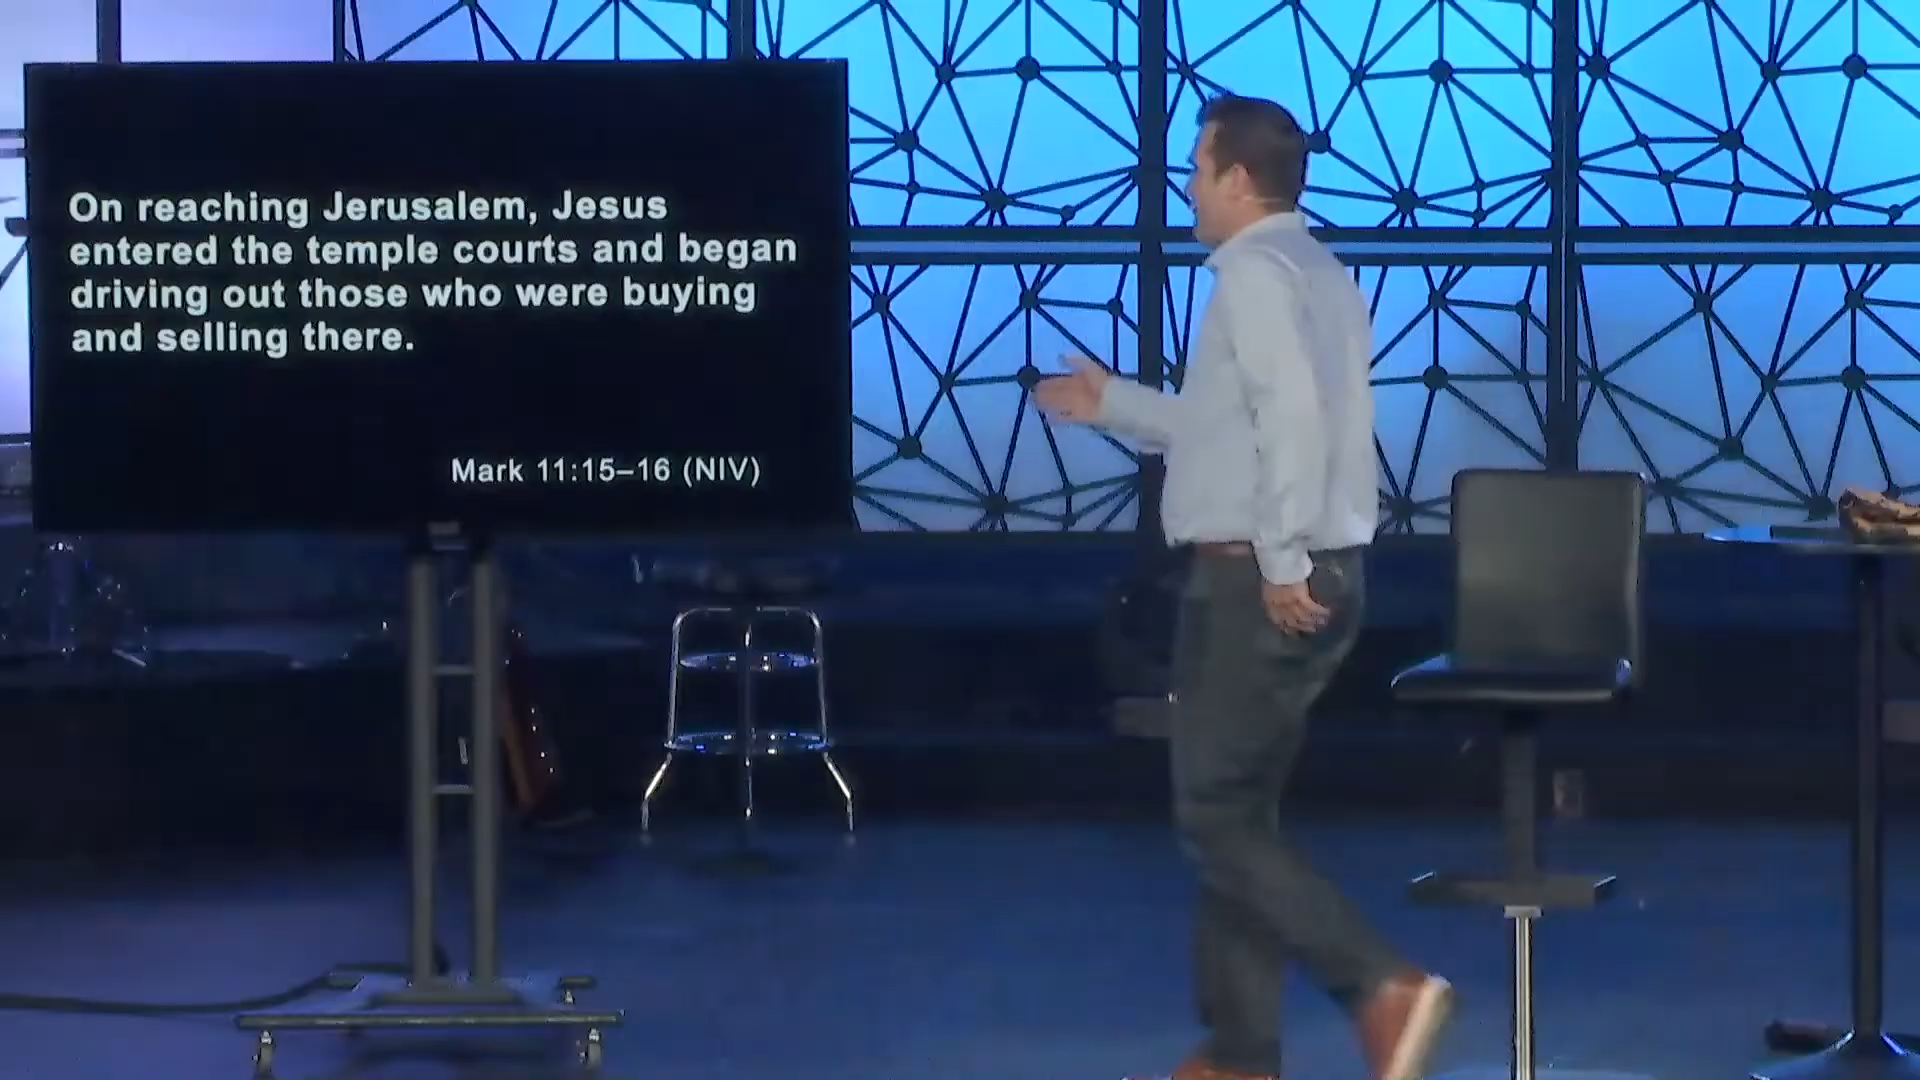 On reaching Jerusalem, Jesus
entered the temple courts and began
driving out those who were buying
and selling there.
Mark 11:15–16 (NIV)